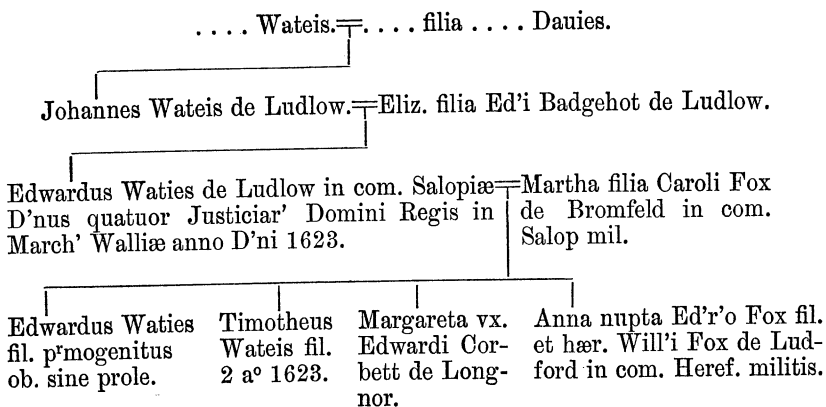 . . . . Wateis.=. . . . filia . . . . Dauies.
Johannes Wateis de Ludlow.=Eliz. filia Ed'i Badgehot de Ludlow.
Edwardus Waties de Ludlow in com. Salopiæ=Martha filia Caroli Fox
D'nus quatuor Justiciar' Domini Regis in
March' Walliæ anno D'ni 1623.
de Bromfeld in com.
Salop mil.
Edwardus Waties
fil. pʳmogenitus
ob. sine prole.
Timotheus
Wateis fil.
2 aº 1623.
Margareta vx.
Edwardi Cor-
bett de Long-
nor.
Anna nupta Ed'r'o Fox fil.
et hær. Will'i Fox de Lud-
ford in com. Heref. militis.